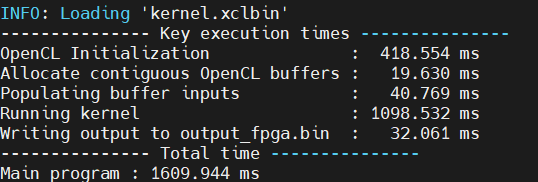 INFO: Loading 'kernel.xclbin'
--------------- Key execution times ---------------
OpenCL Initialization              :  418.554 ms
Allocate contiguous OpenCL buffers :   19.630 ms
Populating buffer inputs           :   40.769 ms
Running kernel                     : 1098.532 ms
Writing output to output_fpga.bin  :   32.061 ms
--------------- Total time ---------------
Main program : 1609.944 ms